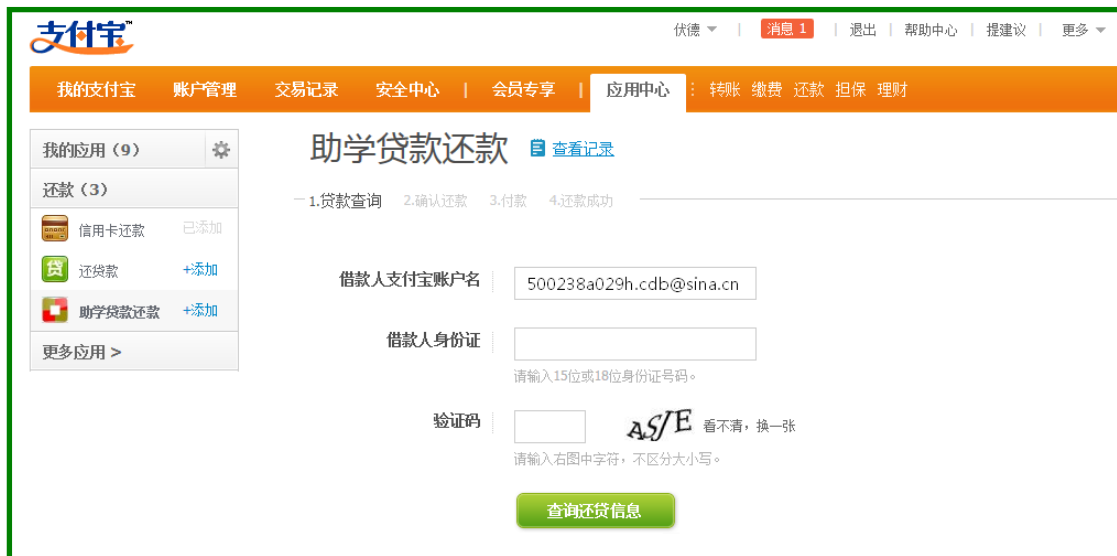 支付宝™
伏德 | 消息 1 | 退出 | 帮助中心 | 提建议 | 更多
我的支付宝 账户管理 交易记录 安全中心 | 会员专享 | 应用中心 转账 缴费 还款 担保 理财
我的应用（9）
还款（3）
信用卡还款 已添加
还贷款 +添加
助学贷款还款 +添加
更多应用 >
助学贷款还款 查看记录
1.贷款查询 2.确认还款 3.付款 4.还款成功
借款人支付宝账户名 500238a029h.cdb@sina.cn
借款人身份证
请输入15位或18位身份证号码。
验证码 ASJE 看不清，换一张
请输入右图中字符，不区分大小写。
查询还贷信息